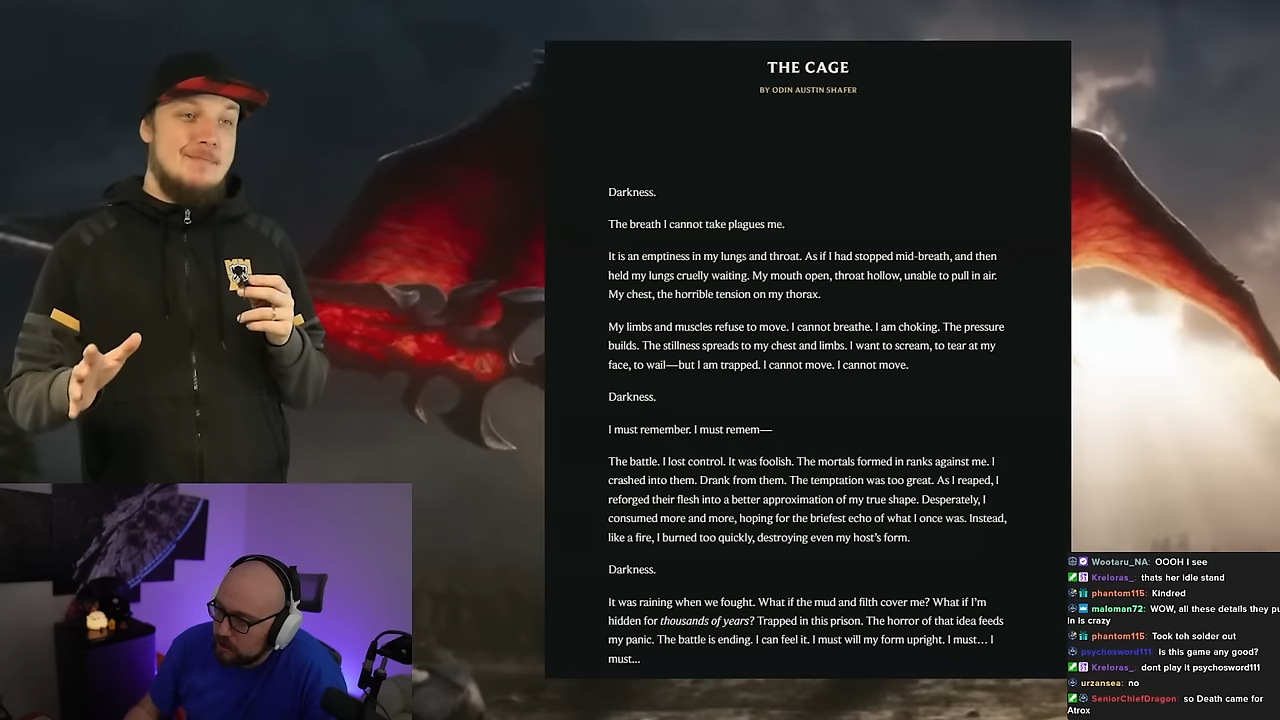 THE CAGE
BY ODIN AUSTIN SHAFER
Darkness.
The breath I cannot take plagues me.
It is an emptiness in my lungs and throat. As if I had stopped mid-breath, and then
held my lungs cruelly waiting. My mouth open, throat hollow, unable to pull in air.
My chest, the horrible tension on my thorax.
My limbs and muscles refuse to move. I cannot breathe. I am choking. The pressure
builds. The stillness spreads to my chest and limbs. I want to scream, to tear at my
face, to wail—but I am trapped. I cannot move. I cannot move.
Darkness.
I must remember. I must remem—
The battle. I lost control. It was foolish. The mortals formed in ranks against me. I
crashed into them. Drank from them. The temptation was too great. As I reaped, I
reforged their flesh into a better approximation of my true shape. Desperately, I
consumed more and more, hoping for the briefest echo of what I once was. Instead,
like a fire, I burned too quickly, destroying even my host's form.
Darkness.
It was raining when we fought. What if the mud and filth cover me? What if I'm
hidden for thousands of years? Trapped in this prison. The horror of that idea feeds
my panic. The battle is ending. I can feel it. I must will my form upright. I must… I
must...
Wootaru_NA: OOOH I see
Kreloras_: thats her idle stand
phantom115: Kindred
maloman72: WOW, all these details they pu
in is crazy
phantom115: Took teh solder out
psychosword111: Is this game any good?
Kreloras_: dont play it psychosword111
urzansea: no
SeniorChiefDragon: so Death came for
Atrox